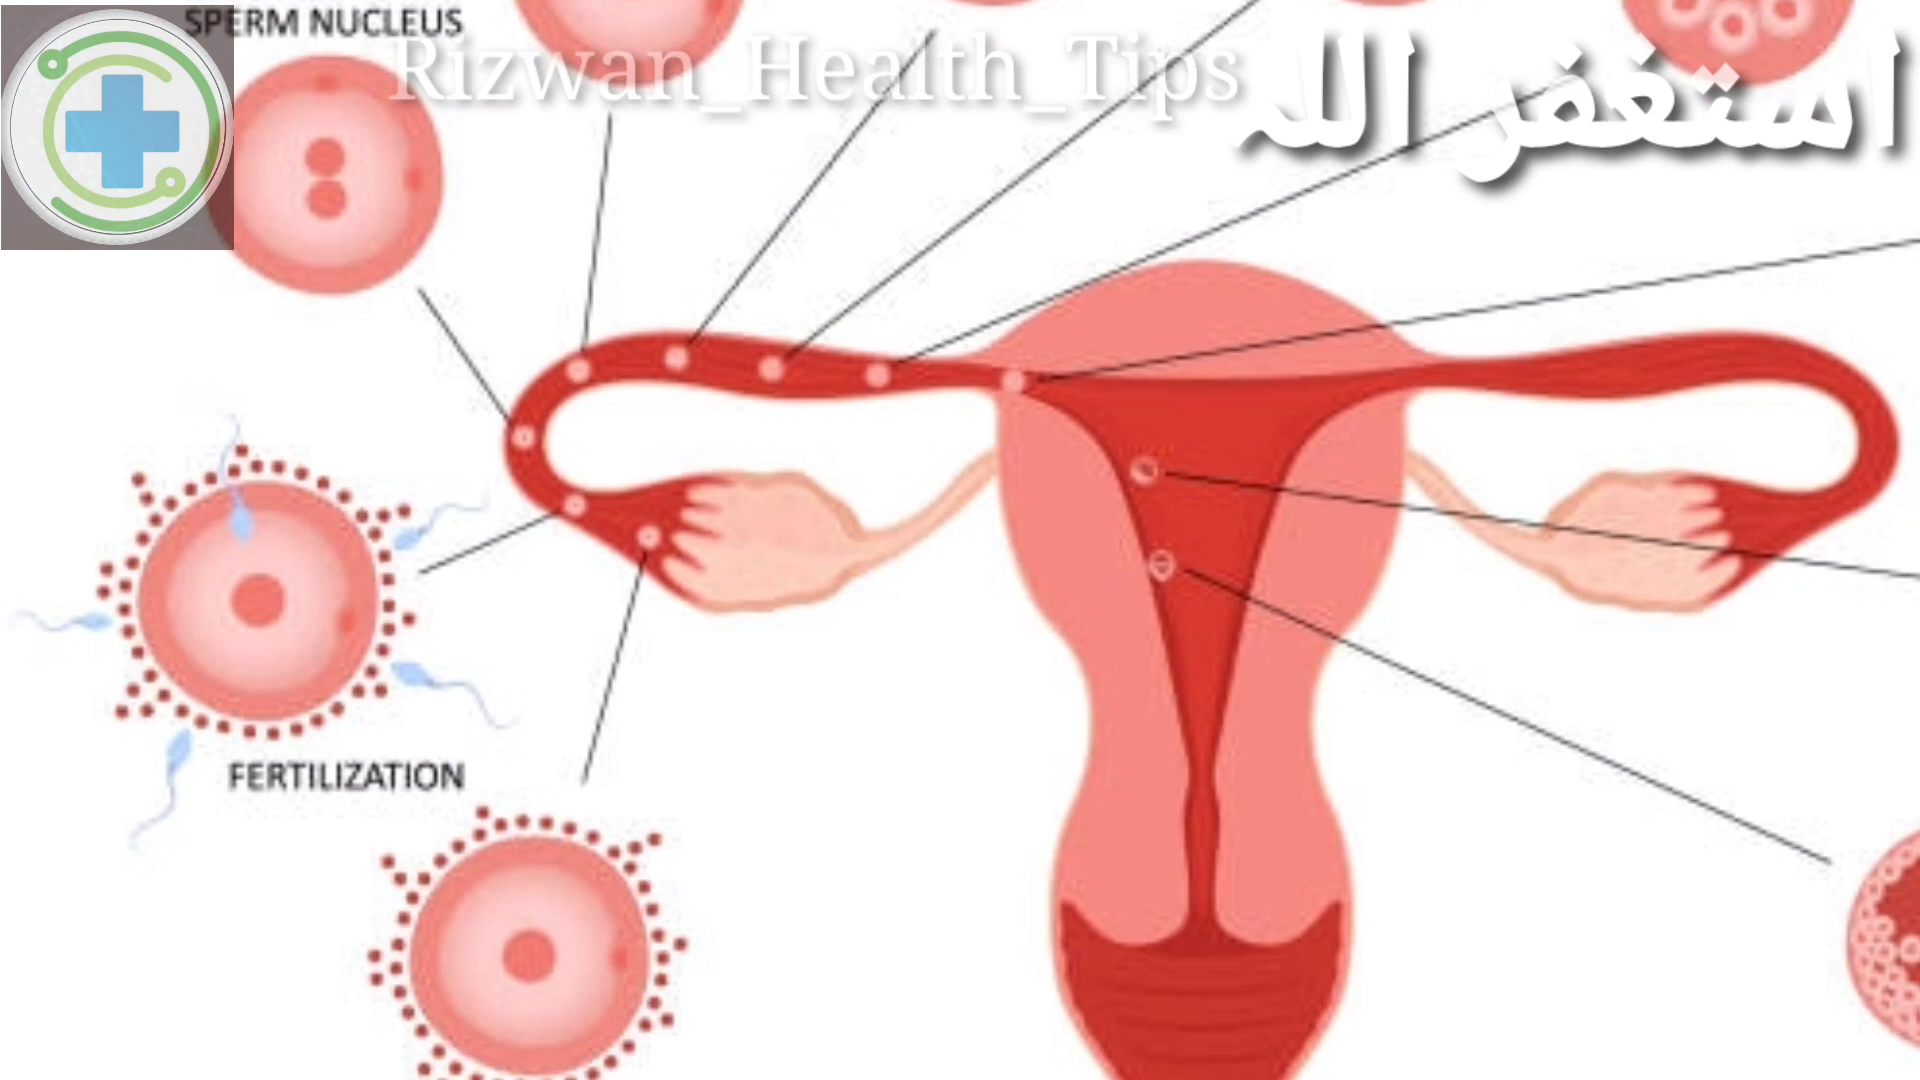 SPERM NUCLEUS
Rizwan_Health_Tips
استغفر اللہ
FERTILIZATION